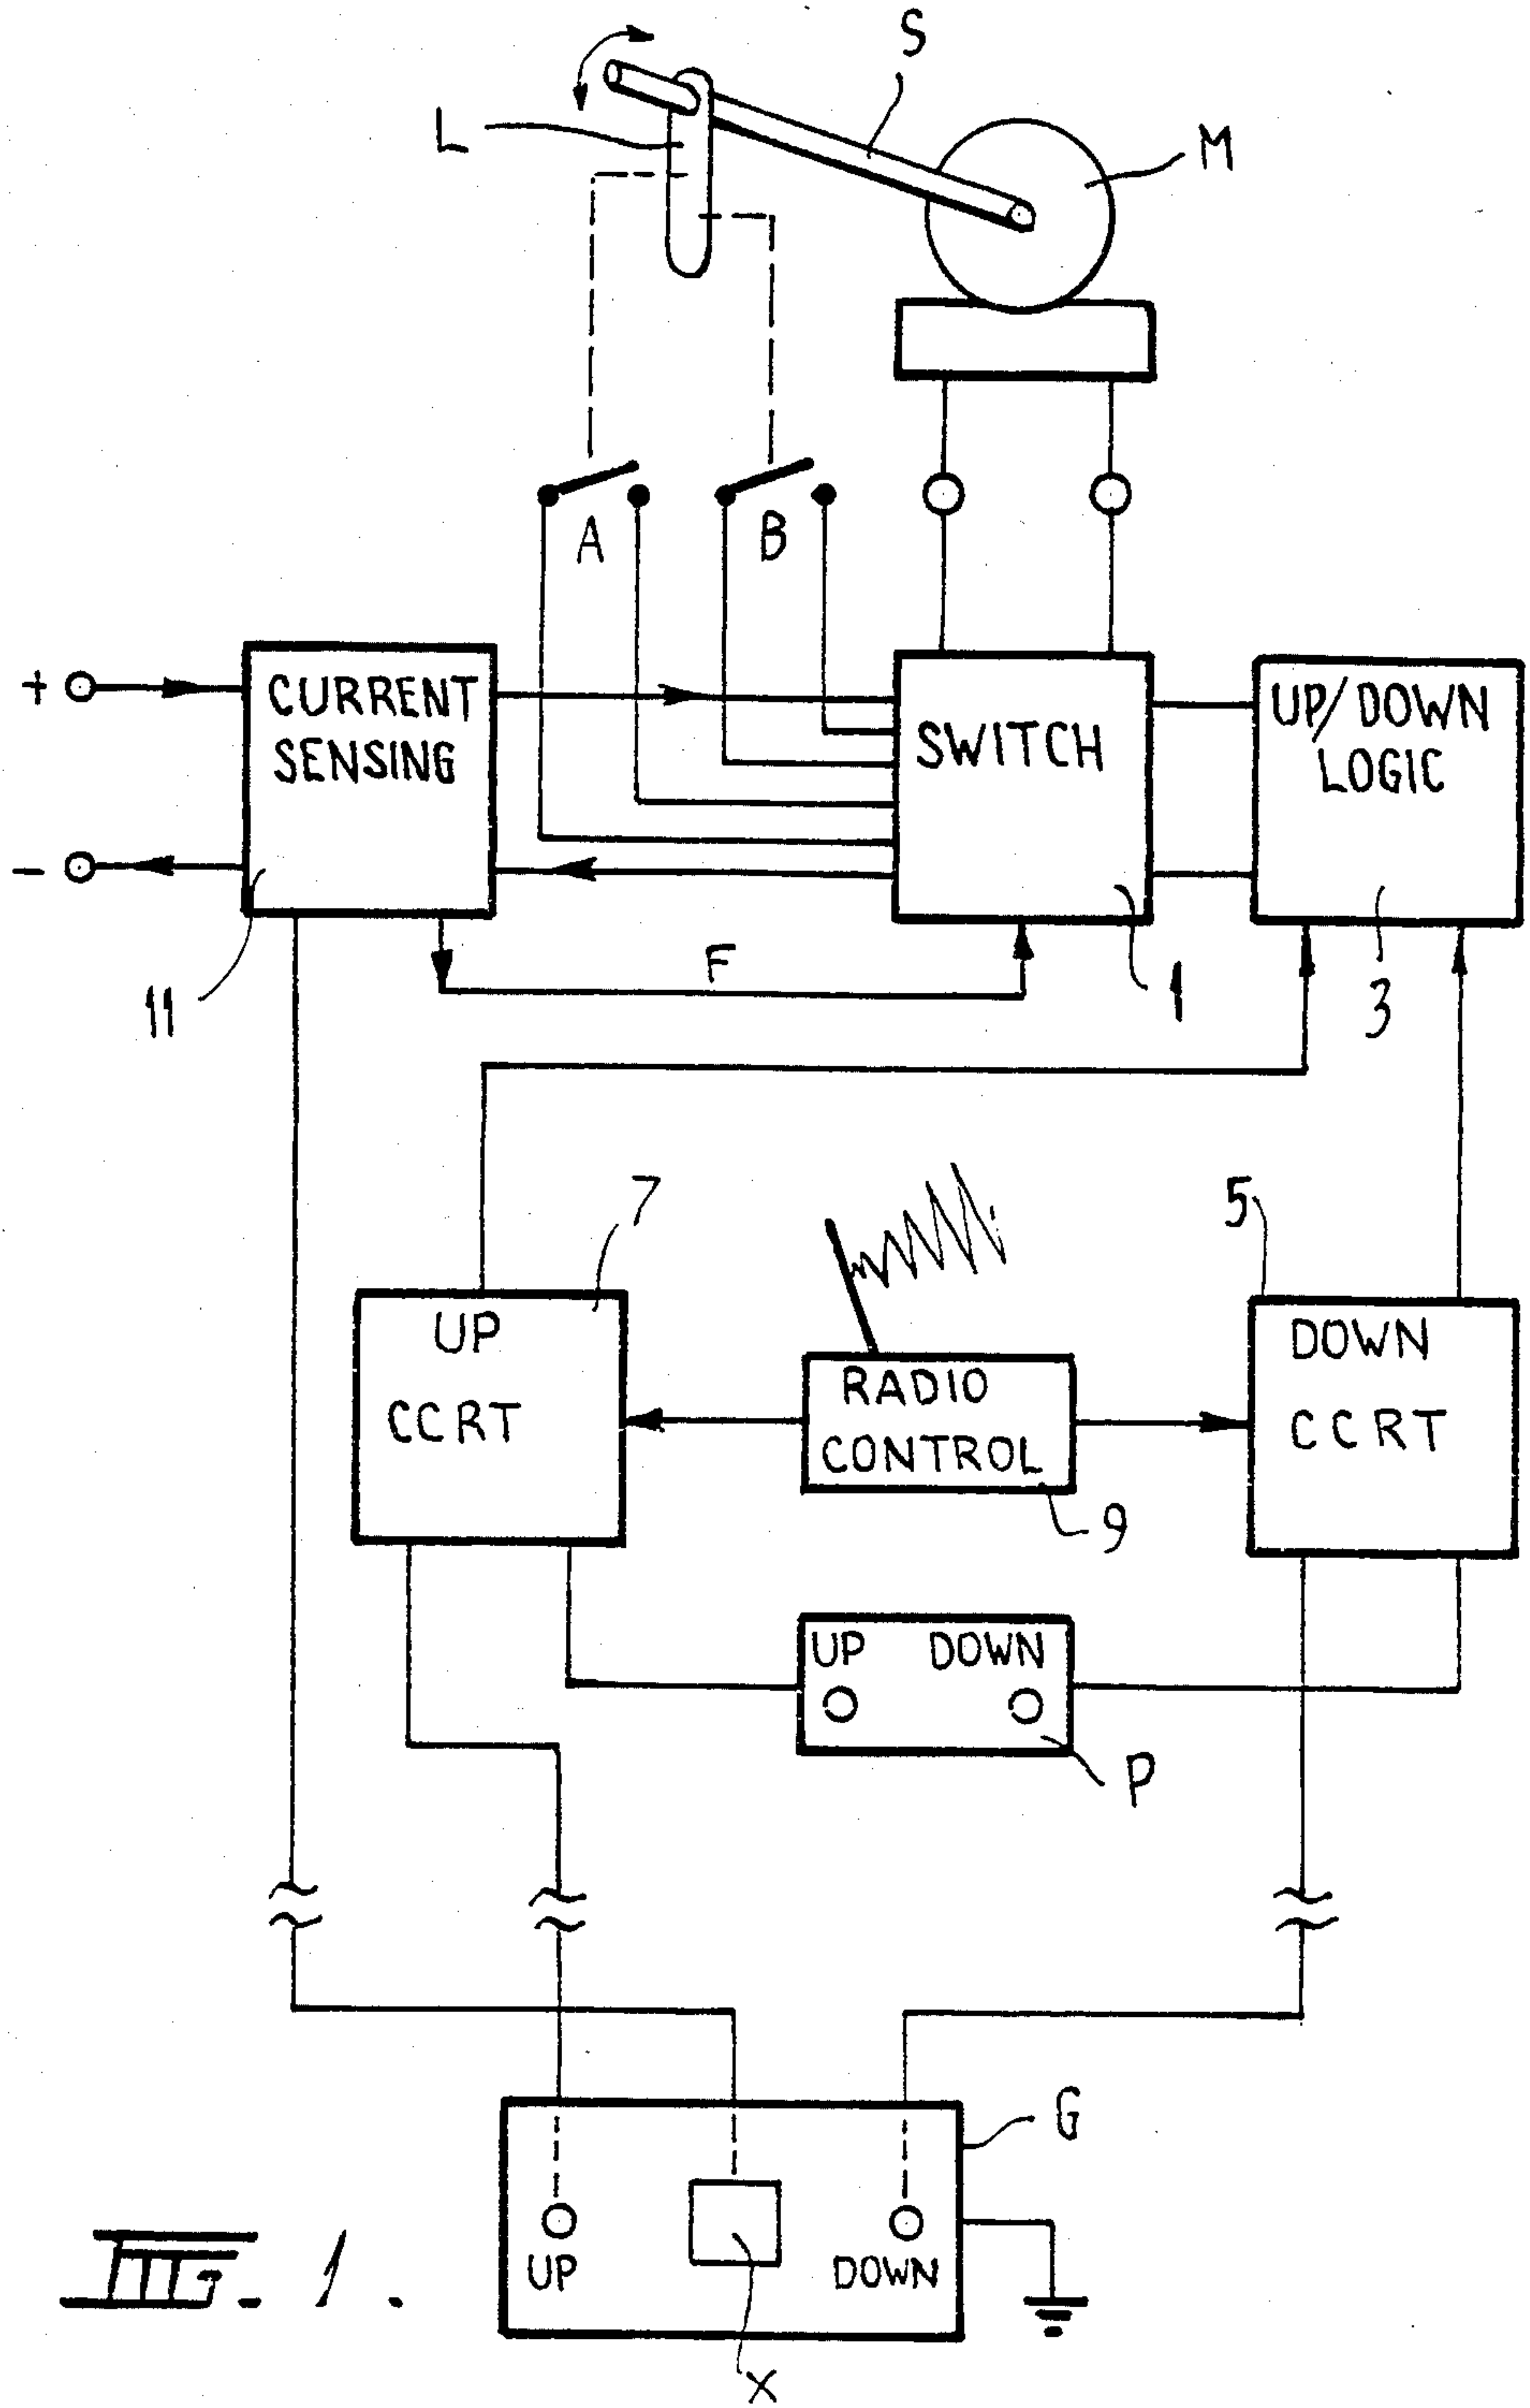 S
L
M
A
B
+
CURRENT
SENSING
SWITCH
UP/DOWN
LOGIC
-
11
F
1
3
7
5
UP
CCRT
RADIO
CONTROL
9
DOWN
CCRT
UP DOWN
P
G
UP
DOWN
X
FIG. 1.